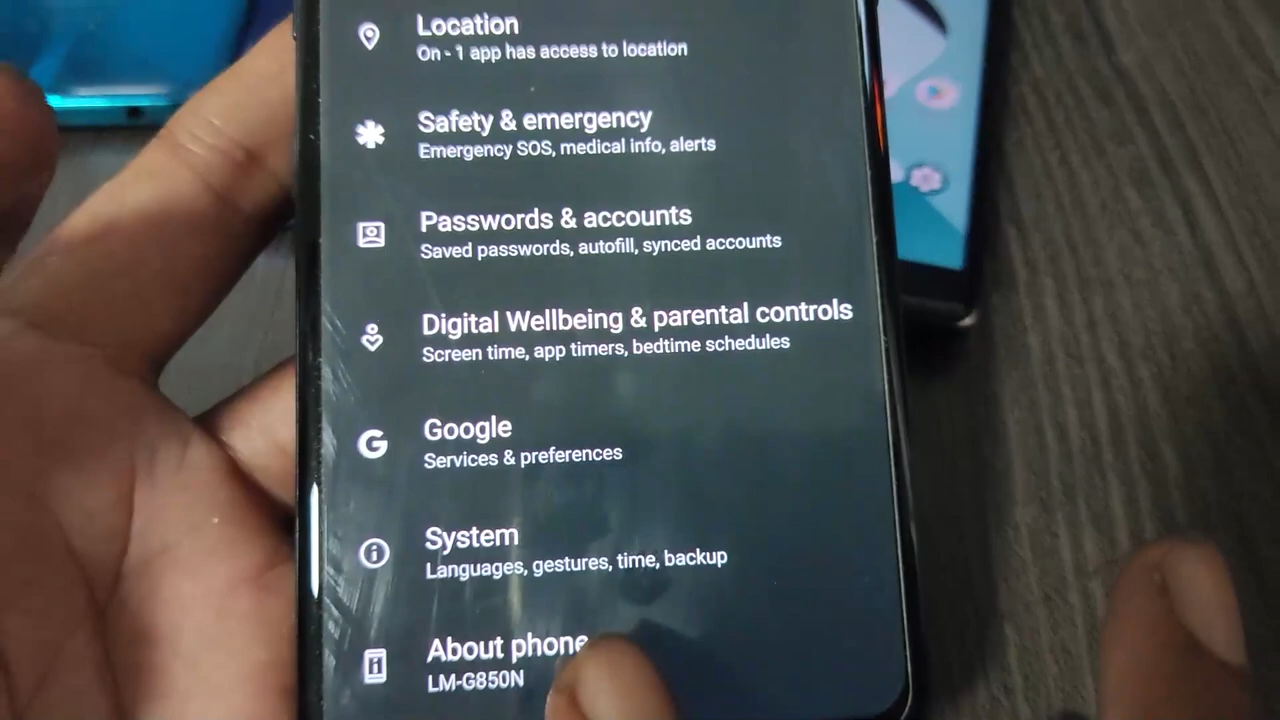 Location
On - 1 app has access to location
Safety & emergency
Emergency SOS, medical info, alerts
Passwords & accounts
Saved passwords, autofill, synced accounts
Digital Wellbeing & parental controls
Screen time, app timers, bedtime schedules
Google
Services & preferences
System
Languages, gestures, time, backup
About phone
LM-G850N